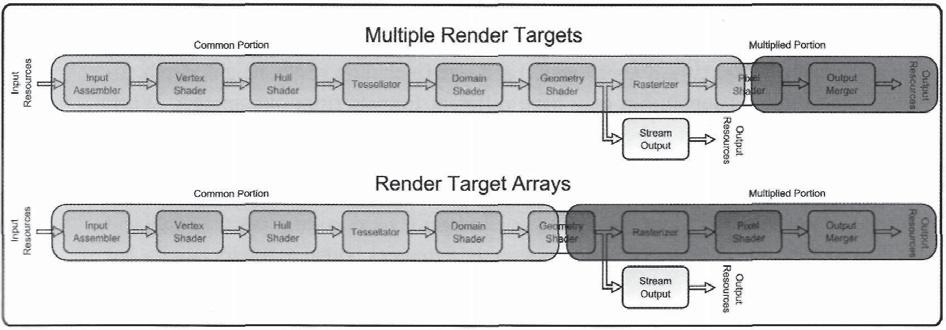 Multiple Render Targets
Common Portion
Multiplied Portion
Input
Resources
Input
Assembler
Vertex
Shader
Hull
Shader
Tessellator
Domain
Shader
Geometry
Shader
Rasterizer
Pixel
Shader
Output
Merger
Output
Resources
Stream
Output
Output
Resources
Render Target Arrays
Common Portion
Multiplied Portion
Input
Resources
Input
Assembler
Vertex
Shader
Hull
Shader
Tessellator
Domain
Shader
Geometry
Shader
Rasterizer
Pixel
Shader
Output
Merger
Output
Resources
Stream
Output
Output
Resources